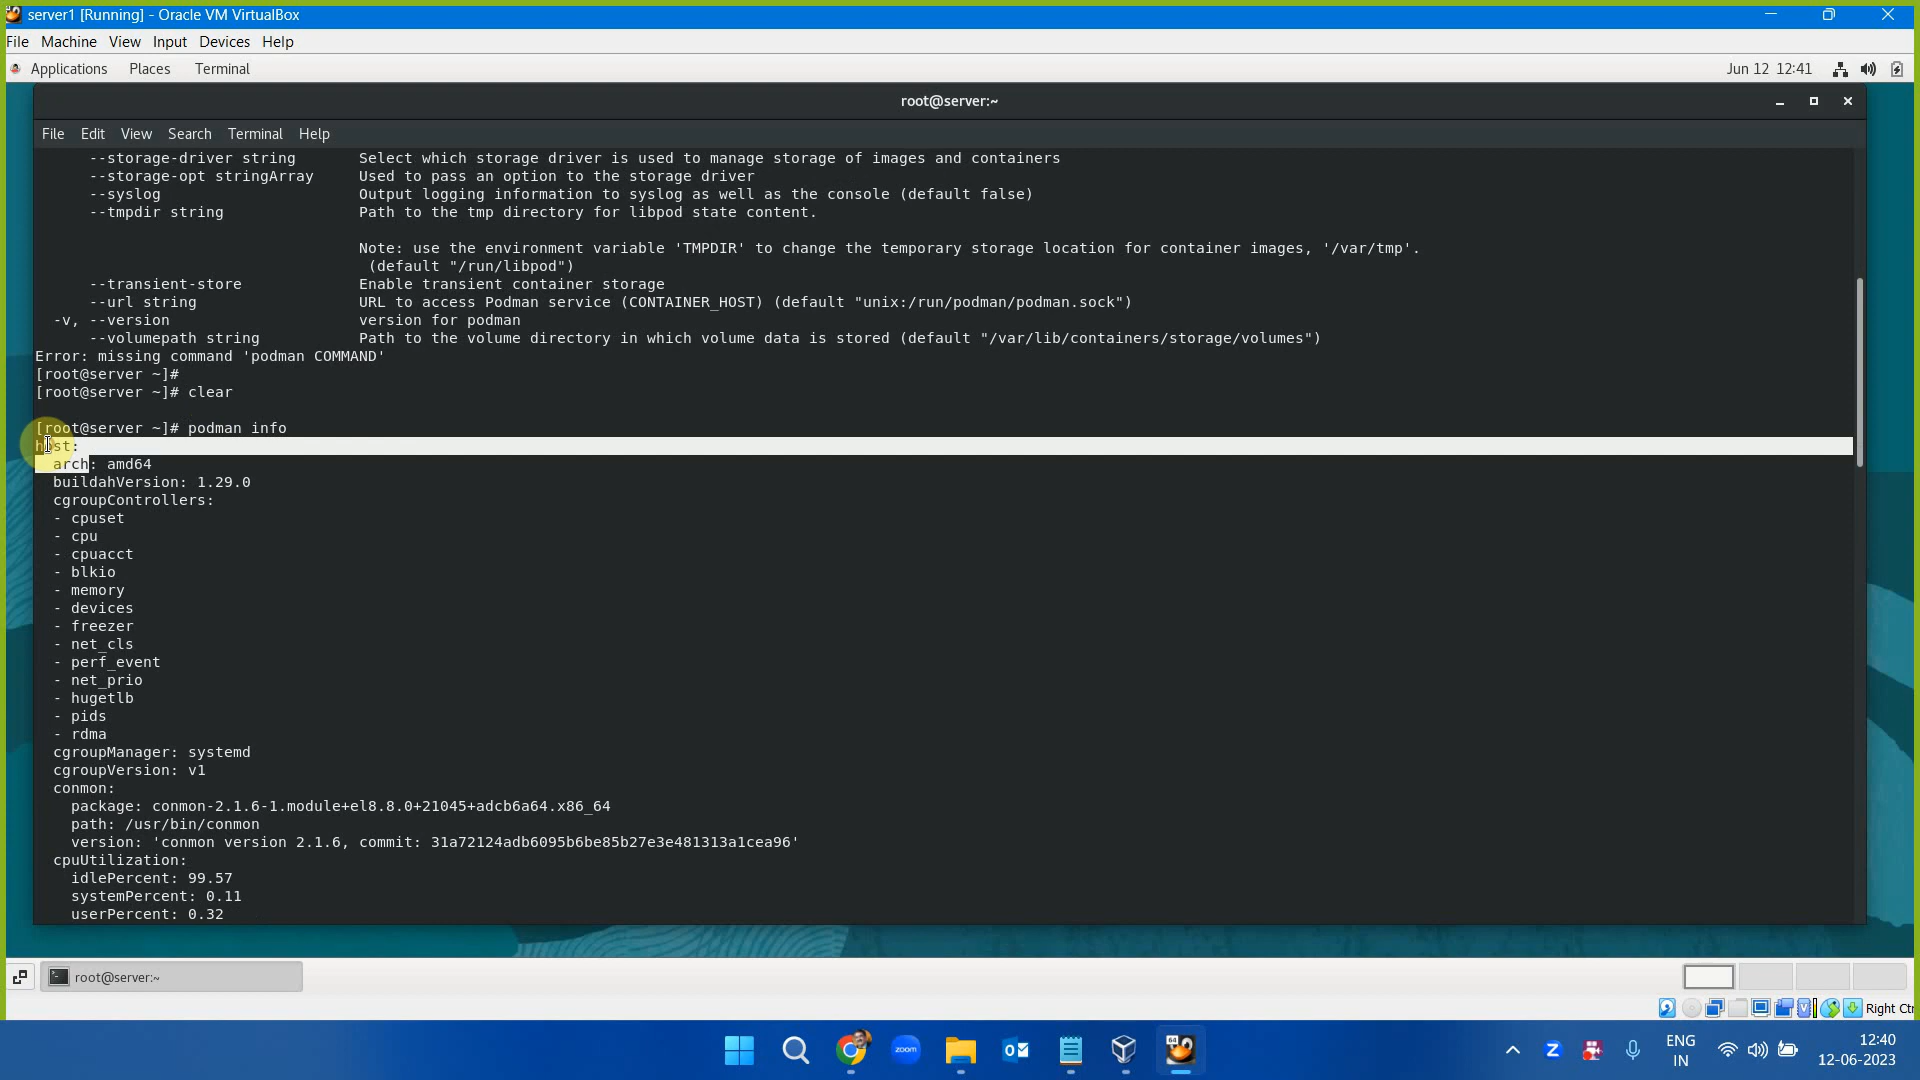 server1 [Running] - Oracle VM VirtualBox
File Machine View Input Devices Help
Applications Places Terminal Jun 12 12:41
root@server:~
File Edit View Search Terminal Help
--storage-driver string Select which storage driver is used to manage storage of images and containers
--storage-opt stringArray Used to pass an option to the storage driver
--syslog Output logging information to syslog as well as the console (default false)
--tmpdir string Path to the tmp directory for libpod state content.
Note: use the environment variable 'TMPDIR' to change the temporary storage location for container images, '/var/tmp'.
(default "/run/libpod")
--transient-store Enable transient container storage
--url string URL to access Podman service (CONTAINER_HOST) (default "unix:/run/podman/podman.sock")
-v, --version version for podman
--volumepath string Path to the volume directory in which volume data is stored (default "/var/lib/containers/storage/volumes")
Error: missing command 'podman COMMAND'
[root@server ~]#
[root@server ~]# clear
[root@server ~]# podman info
host:
arch: amd64
buildahVersion: 1.29.0
cgroupControllers:
- cpuset
- cpu
- cpuacct
- blkio
- memory
- devices
- freezer
- net_cls
- perf_event
- net_prio
- hugetlb
- pids
- rdma
cgroupManager: systemd
cgroupVersion: v1
conmon:
package: conmon-2.1.6-1.module+el8.8.0+21045+adcb6a64.x86_64
path: /usr/bin/conmon
version: 'conmon version 2.1.6, commit: 31a72124adb6095b6be85b27e3e481313a1cea96'
cpuUtilization:
idlePercent: 99.57
systemPercent: 0.11
userPercent: 0.32
root@server:~
Right Ctr
zoom
64
ENG
IN
12:40
12-06-2023